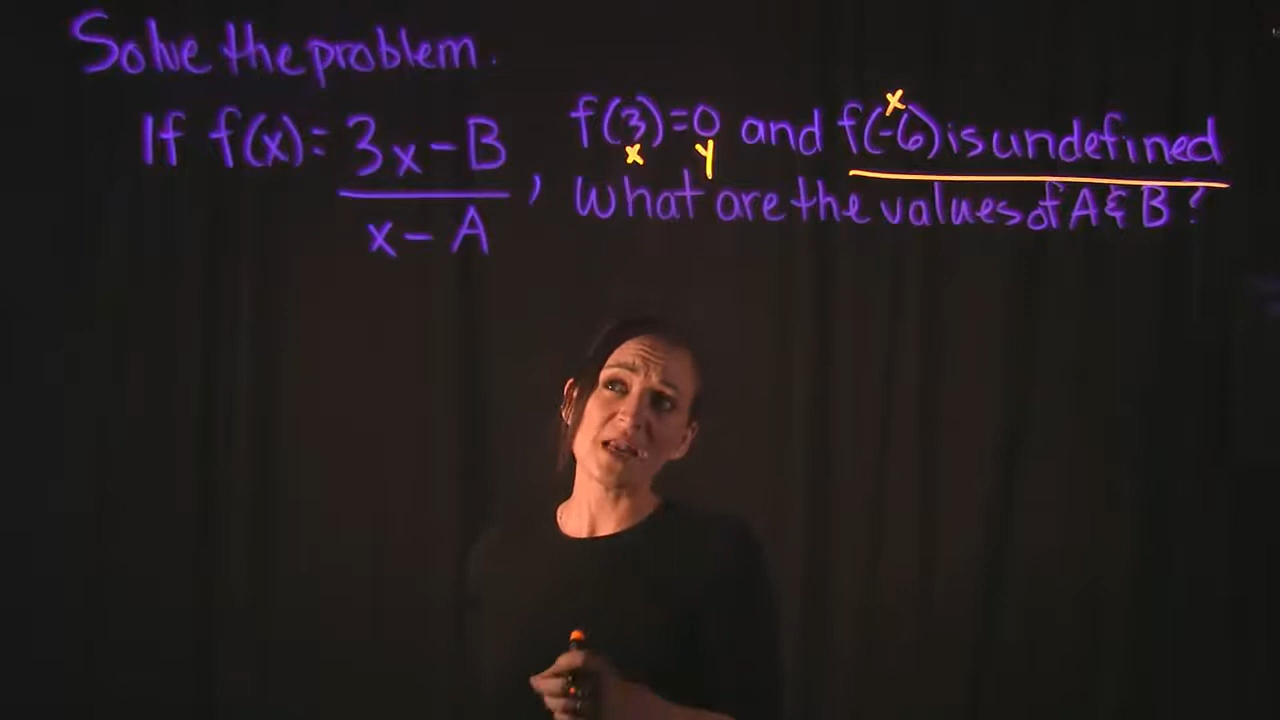 Solve the problem.
If f(x) = 3x - B / x - A , f(3) = 0 and f(-6) is undefined
x y x
What are the values of A & B ?